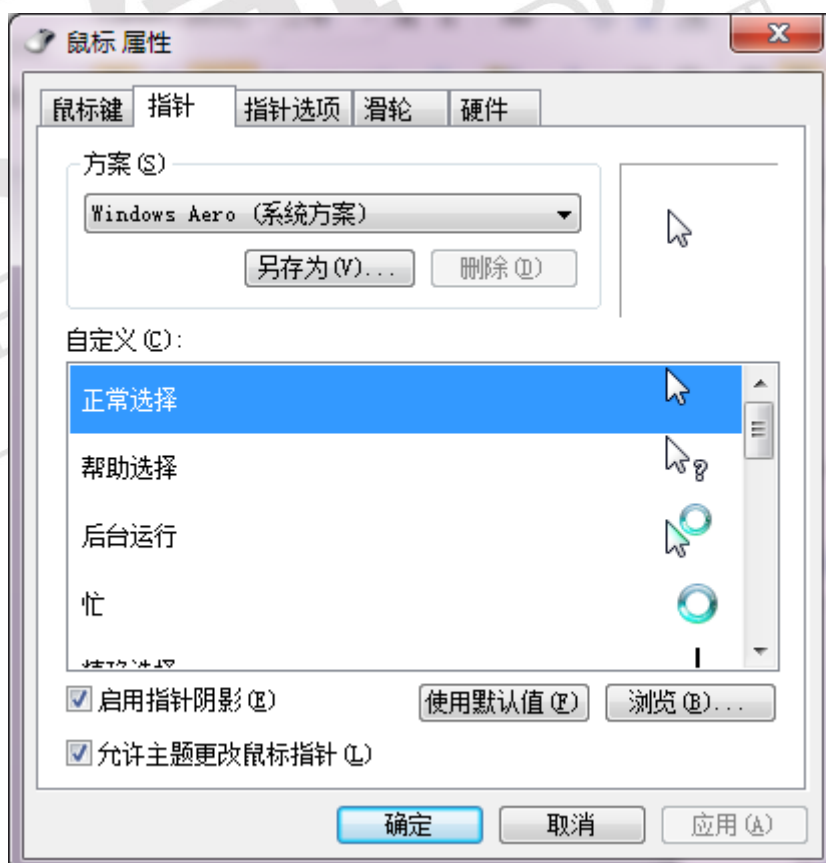 鼠标 属性
鼠标键 指针 指针选项 滑轮 硬件
方案(S)
Windows Aero (系统方案)
另存为(V)... 删除(D)
自定义(C):
正常选择
帮助选择
后台运行
忙
启用指针阴影(E) 使用默认值(F) 浏览(B)...
允许主题更改鼠标指针(L)
确定 取消 应用(A)